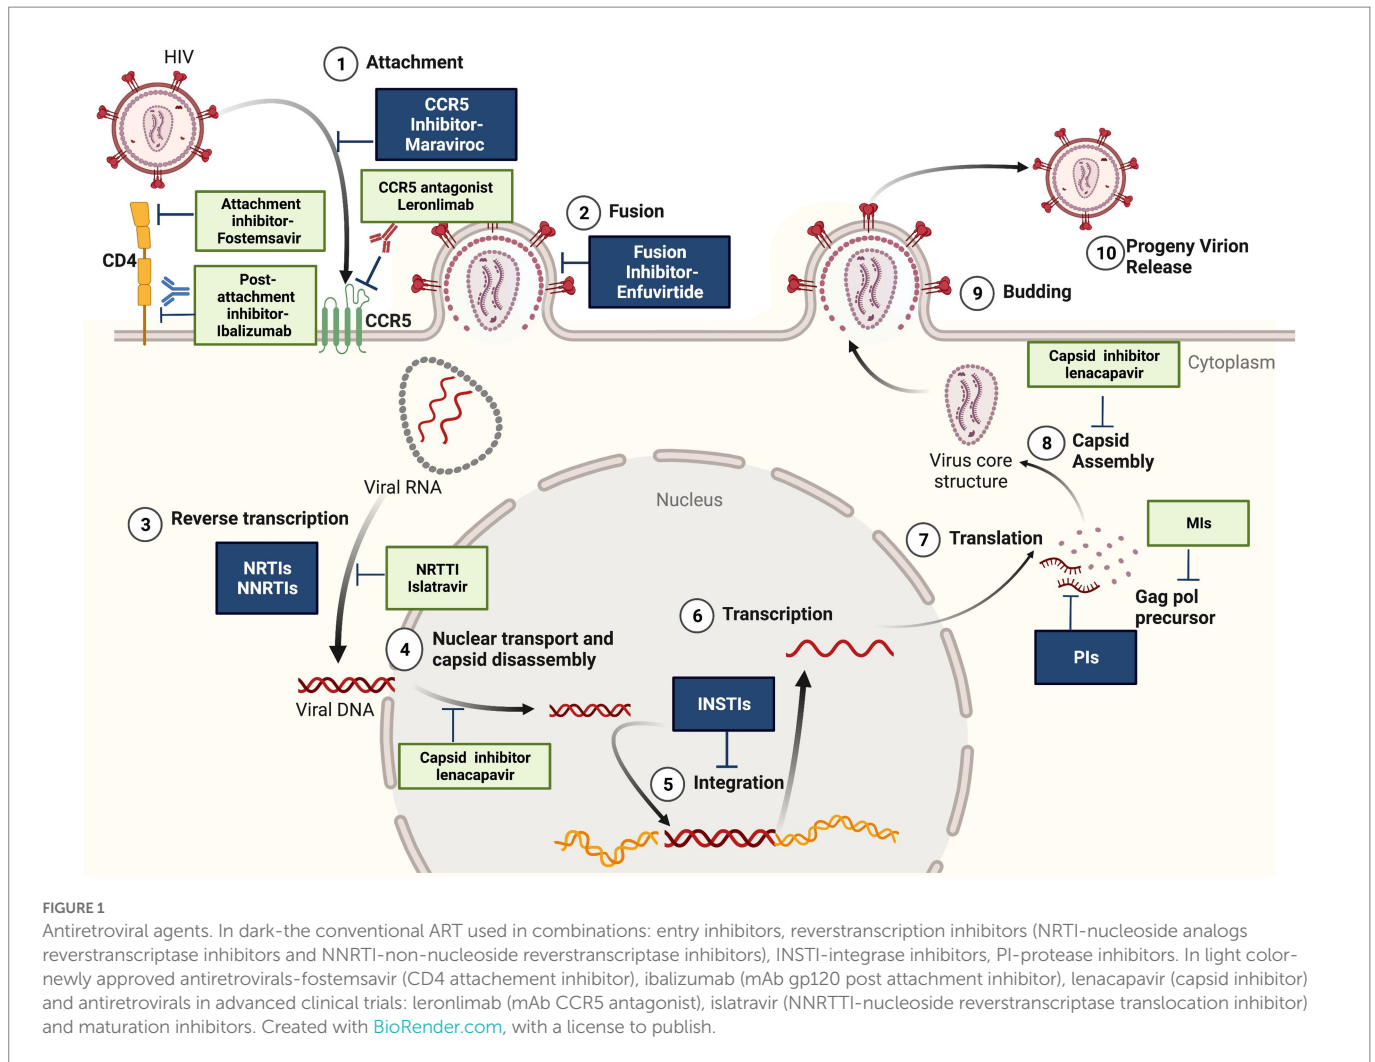 HIV
1 Attachment
CCR5
Inhibitor-
Maraviroc
CCR5 antagonist
Leronlimab
Attachment
inhibitor-
Fostemsavir
CD4
Post-
attachment
inhibitor-
Ibalizumab
CCR5
2 Fusion
Fusion
Inhibitor-
Enfuvirtide
10 Progeny Virion
Release
9 Budding
Capsid inhibitor
lenacapavir
Cytoplasm
8 Capsid
Assembly
Virus core
structure
Viral RNA
Nucleus
3 Reverse transcription
NRTIs
NNRTIs
NRTTI
Islatravir
7 Translation
MIs
Gag pol
precursor
PIs
6 Transcription
4 Nuclear transport and
capsid disassembly
Viral DNA
INSTIs
Capsid inhibitor
lenacapavir
5 Integration
FIGURE 1
Antiretroviral agents. In dark-the conventional ART used in combinations: entry inhibitors, reverstranscription inhibitors (NRTI-nucleoside analogs
reverstranscriptase inhibitors and NNRTI-non-nucleoside reverstranscriptase inhibitors), INSTI-integrase inhibitors, PI-protease inhibitors. In light color-
newly approved antiretrovirals-fostemsavir (CD4 attachement inhibitor), ibalizumab (mAb gp120 post attachment inhibitor), lenacapavir (capsid inhibitor)
and antiretrovirals in advanced clinical trials: leronlimab (mAb CCR5 antagonist), islatravir (NNRTTI-nucleoside reverstranscriptase translocation inhibitor)
and maturation inhibitors. Created with BioRender.com, with a license to publish.